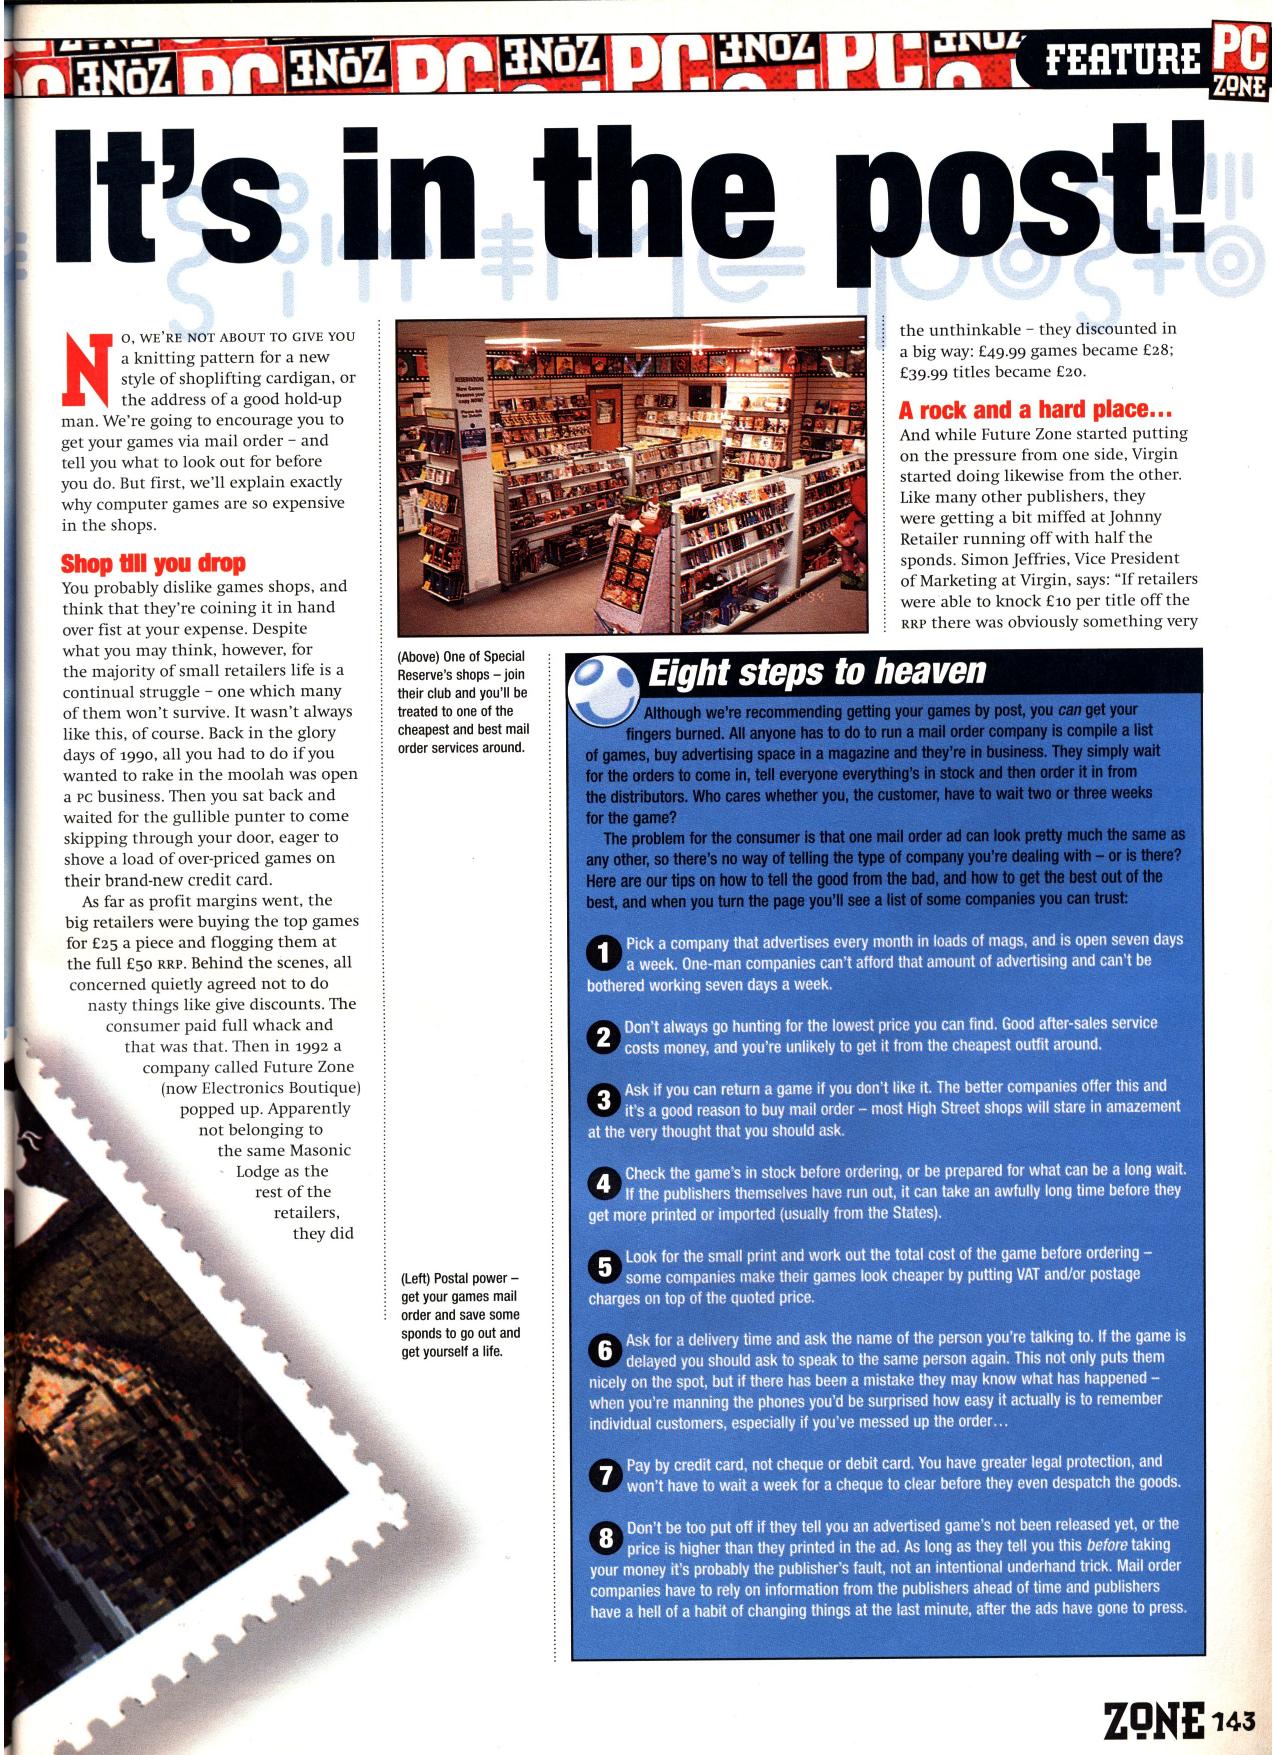 FEATURE
PC
ZONE
It's in the post!
NO, WE'RE NOT ABOUT TO GIVE YOU
a knitting pattern for a new
style of shoplifting cardigan, or
the address of a good hold-up
man. We're going to encourage you to
get your games via mail order – and
tell you what to look out for before
you do. But first, we'll explain exactly
why computer games are so expensive
in the shops.
Shop till you drop
You probably dislike games shops, and
think that they're coining it in hand
over fist at your expense. Despite
what you may think, however, for
the majority of small retailers life is a
continual struggle – one which many
of them won't survive. It wasn't always
like this, of course. Back in the glory
days of 1990, all you had to do if you
wanted to rake in the moolah was open
a PC business. Then you sat back and
waited for the gullible punter to come
skipping through your door, eager to
shove a load of over-priced games on
their brand-new credit card.
As far as profit margins went, the
big retailers were buying the top games
for £25 a piece and flogging them at
the full £50 RRP. Behind the scenes, all
concerned quietly agreed not to do
nasty things like give discounts. The
consumer paid full whack and
that was that. Then in 1992 a
company called Future Zone
(now Electronics Boutique)
popped up. Apparently
not belonging to
the same Masonic
Lodge as the
rest of the
retailers,
they did
the unthinkable – they discounted in
a big way: £49.99 games became £28;
£39.99 titles became £20.
A rock and a hard place...
And while Future Zone started putting
on the pressure from one side, Virgin
started doing likewise from the other.
Like many other publishers, they
were getting a bit miffed at Johnny
Retailer running off with half the
sponds. Simon Jeffries, Vice President
of Marketing at Virgin, says: “If retailers
were able to knock £10 per title off the
RRP there was obviously something very
(Above) One of Special
Reserve's shops – join
their club and you'll be
treated to one of the
cheapest and best mail
order services around.
(Left) Postal power –
get your games mail
order and save some
sponds to go out and
get yourself a life.
Eight steps to heaven
Although we're recommending getting your games by post, you can get your
fingers burned. All anyone has to do to run a mail order company is compile a list
of games, buy advertising space in a magazine and they're in business. They simply wait
for the orders to come in, tell everyone everything's in stock and then order it in from
the distributors. Who cares whether you, the customer, have to wait two or three weeks
for the game?
The problem for the consumer is that one mail order ad can look pretty much the same as
any other, so there's no way of telling the type of company you're dealing with – or is there?
Here are our tips on how to tell the good from the bad, and how to get the best out of the
best, and when you turn the page you'll see a list of some companies you can trust:
1 Pick a company that advertises every month in loads of mags, and is open seven days
a week. One-man companies can't afford that amount of advertising and can't be
bothered working seven days a week.
2 Don't always go hunting for the lowest price you can find. Good after-sales service
costs money, and you're unlikely to get it from the cheapest outfit around.
3 Ask if you can return a game if you don't like it. The better companies offer this and
it's a good reason to buy mail order – most High Street shops will stare in amazement
at the very thought that you should ask.
4 Check the game's in stock before ordering, or be prepared for what can be a long wait.
If the publishers themselves have run out, it can take an awfully long time before they
get more printed or imported (usually from the States).
5 Look for the small print and work out the total cost of the game before ordering –
some companies make their games look cheaper by putting VAT and/or postage
charges on top of the quoted price.
6 Ask for a delivery time and ask the name of the person you're talking to. If the game is
delayed you should ask to speak to the same person again. This not only puts them
nicely on the spot, but if there has been a mistake they may know what has happened –
when you're manning the phones you'd be surprised how easy it actually is to remember
individual customers, especially if you've messed up the order...
7 Pay by credit card, not cheque or debit card. You have greater legal protection, and
won't have to wait a week for a cheque to clear before they even despatch the goods.
8 Don't be too put off if they tell you an advertised game's not been released yet, or the
price is higher than they printed in the ad. As long as they tell you this before taking
your money it's probably the publisher's fault, not an intentional underhand trick. Mail order
companies have to rely on information from the publishers ahead of time and publishers
have a hell of a habit of changing things at the last minute, after the ads have gone to press.
ZONE 143